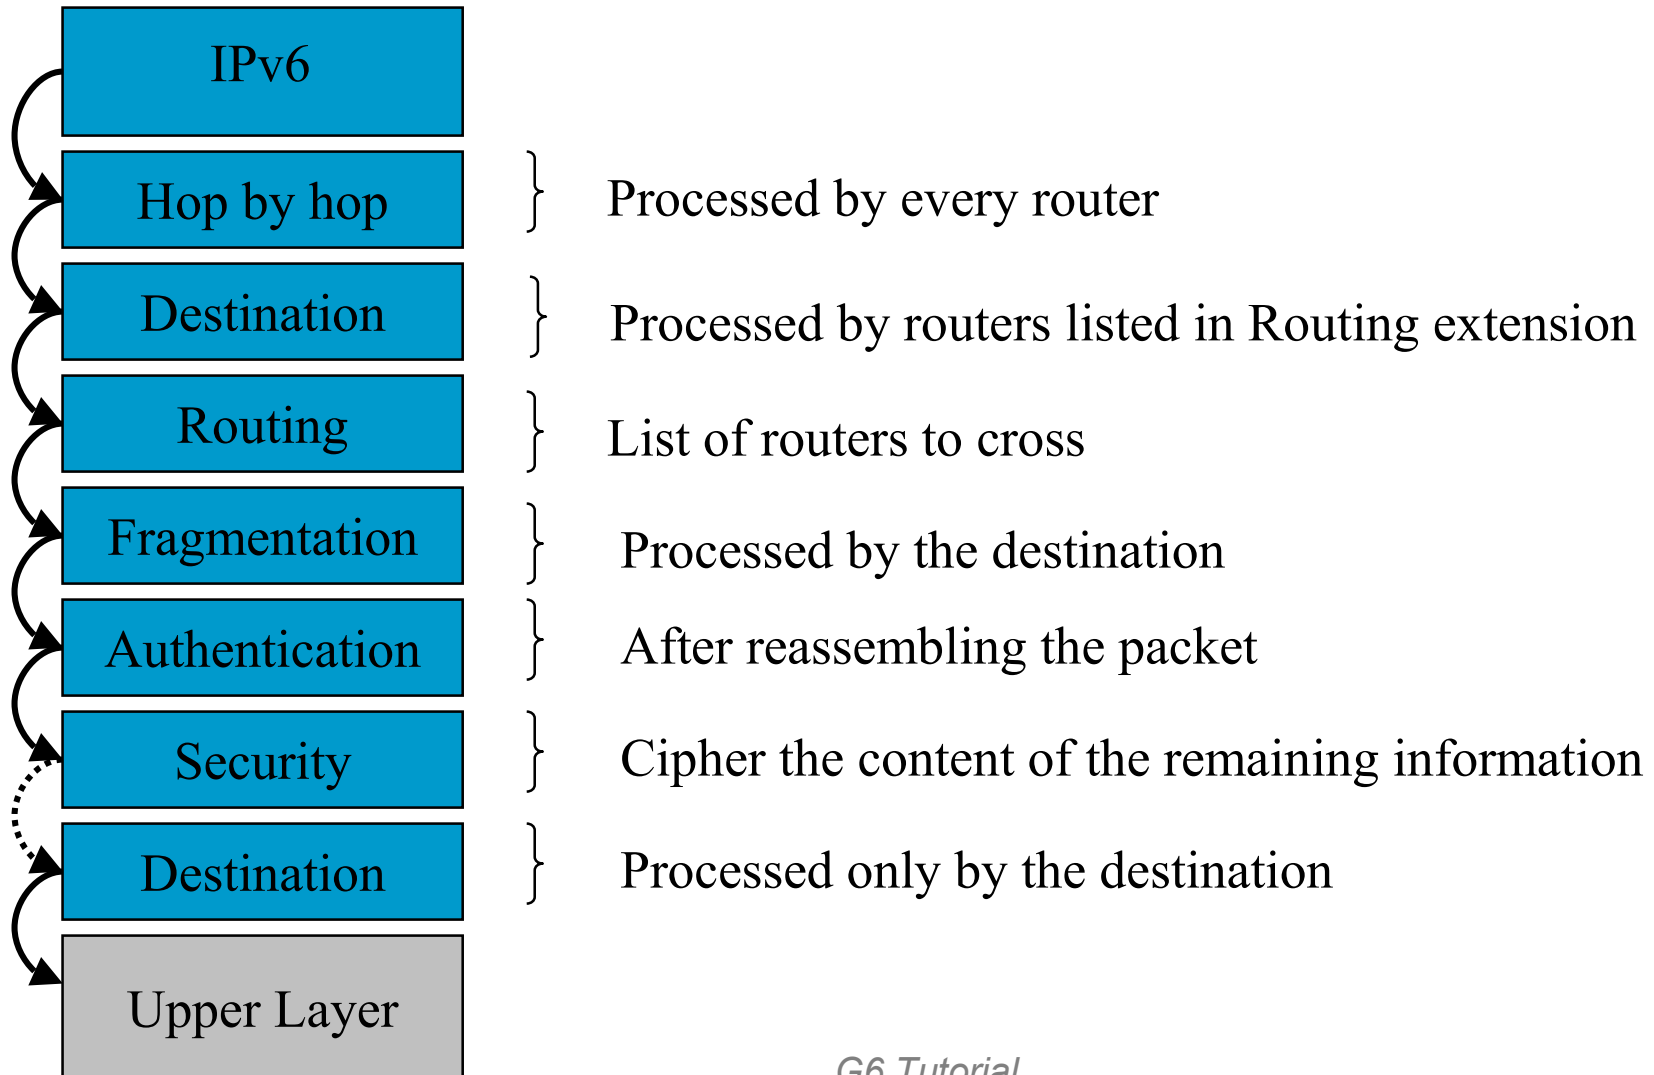 IPv6
Hop by hop
Processed by every router
Destination
Processed by routers listed in Routing extension
Routing
List of routers to cross
Fragmentation
Processed by the destination
Authentication
After reassembling the packet
Security
Cipher the content of the remaining information
Destination
Processed only by the destination
Upper Layer
G6 Tutorial